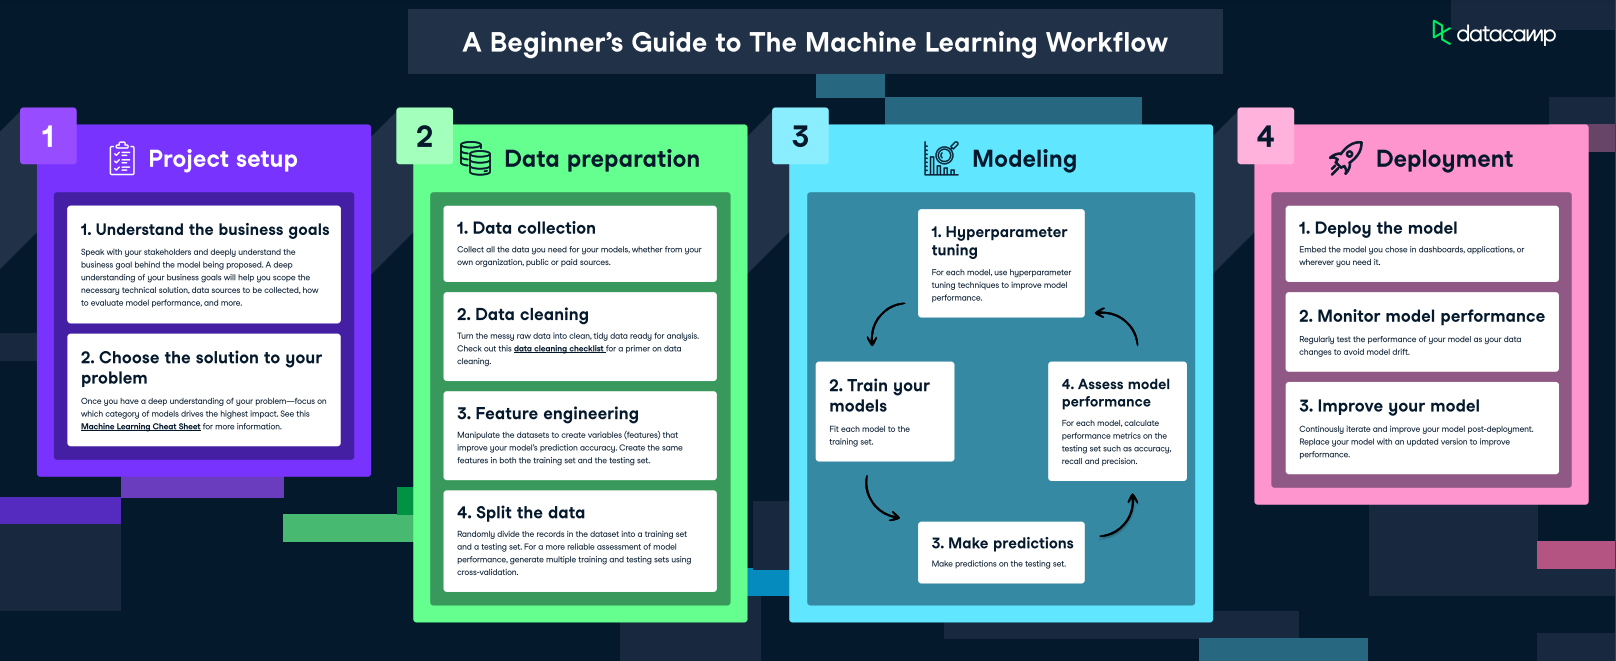 A Beginner's Guide to The Machine Learning Workflow
datacamp
1
Project setup
1. Understand the business goals
Speak with your stakeholders and deeply understand the
business goal behind the model being proposed. A deep
understanding of your business goals will help you scope the
necessary technical solution, data sources to be collected, how
to evaluate model performance, and more.
2. Choose the solution to your
problem
Once you have a deep understanding of your problem—focus on
which category of models drives the highest impact. See this
Machine Learning Cheat Sheet for more information.
2
Data preparation
1. Data collection
Collect all the data you need for your models, whether from your
own organization, public or paid sources.
2. Data cleaning
Turn the messy raw data into clean, tidy data ready for analysis.
Check out this data cleaning checklist for a primer on data
cleaning.
3. Feature engineering
Manipulate the datasets to create variables (features) that
improve your model's prediction accuracy. Create the same
features in both the training set and the testing set.
4. Split the data
Randomly divide the records in the dataset into a training set
and a testing set. For a more reliable assessment of model
performance, generate multiple training and testing sets using
cross-validation.
3
Modeling
1. Hyperparameter
tuning
For each model, use hyperparameter
tuning techniques to improve model
performance.
2. Train your
models
Fit each model to the
training set.
3. Make predictions
Make predictions on the testing set.
4. Assess model
performance
For each model, calculate
performance metrics on the
testing set such as accuracy,
recall and precision.
4
Deployment
1. Deploy the model
Embed the model you chose in dashboards, applications, or
wherever you need it.
2. Monitor model performance
Regularly test the performance of your model as your data
changes to avoid model drift.
3. Improve your model
Continously iterate and improve your model post-deployment.
Replace your model with an updated version to improve
performance.